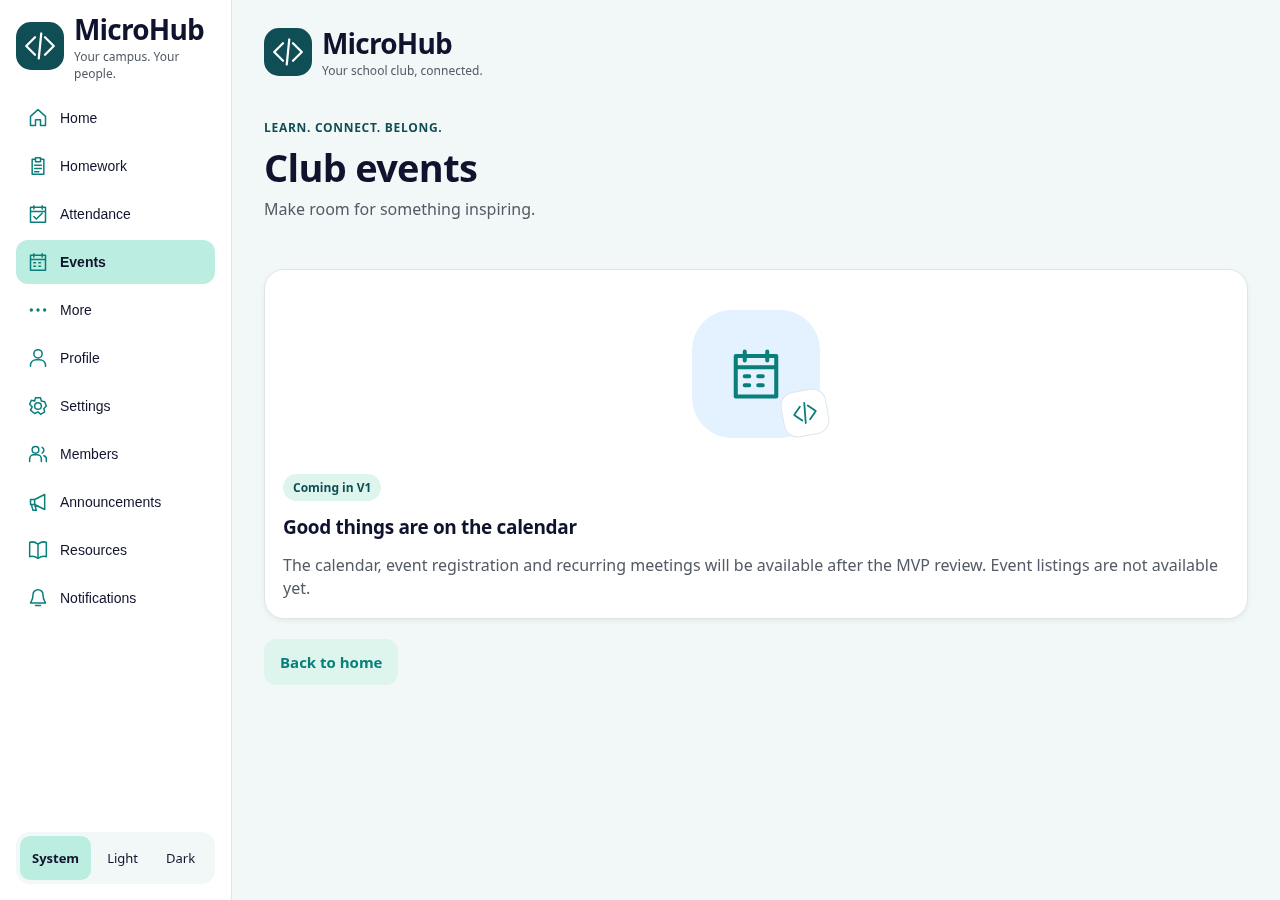 MicroHub
Your campus. Your
people.
Home
Homework
Attendance
Events
More
Profile
Settings
Members
Announcements
Resources
Notifications
System
Light
Dark
MicroHub
Your school club, connected.
LEARN. CONNECT. BELONG.
Club events
Make room for something inspiring.
Coming in V1
Good things are on the calendar
The calendar, event registration and recurring meetings will be available after the MVP review. Event listings are not available
yet.
Back to home